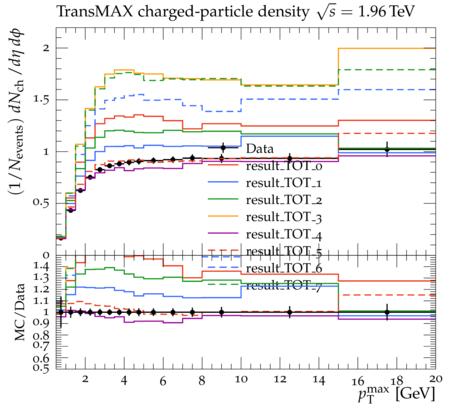 TransMAX charged-particle density √s = 1.96 TeV
(1/N_events) dN_ch/dη dϕ
2
1.5
1
0.5
0
Data
result_TOT_0
result_TOT_1
result_TOT_2
result_TOT_3
result_TOT_4
result_TOT_5
result_TOT_6
result_TOT_7
MC/Data
1.4
1.3
1.2
1.1
1
0.9
0.8
0.7
0.6
0.5
2 4 6 8 10 12 14 16 18 20
p_T^max [GeV]